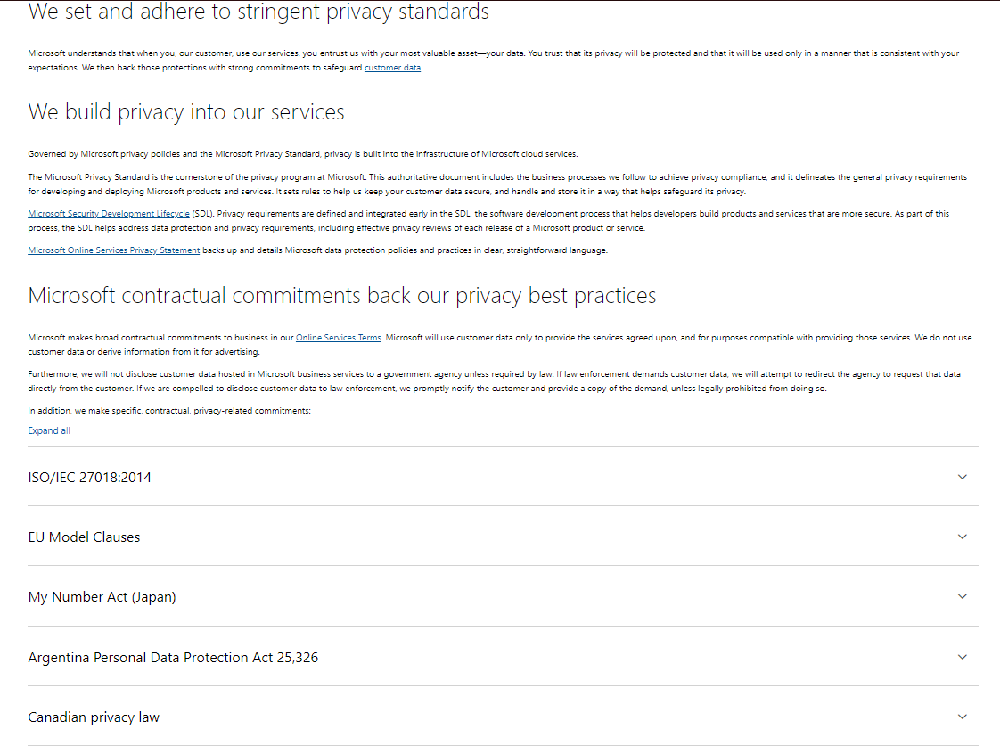 We set and adhere to stringent privacy standards
Microsoft understands that when you, our customer, use our services, you entrust us with your most valuable asset—your data. You trust that its privacy will be protected and that it will be used only in a manner that is consistent with your
expectations. We then back those protections with strong commitments to safeguard customer data.
We build privacy into our services
Governed by Microsoft privacy policies and the Microsoft Privacy Standard, privacy is built into the infrastructure of Microsoft cloud services.
The Microsoft Privacy Standard is the cornerstone of the privacy program at Microsoft. This authoritative document includes the business processes we follow to achieve privacy compliance, and it delineates the general privacy requirements
for developing and deploying Microsoft products and services. It sets rules to help us keep your customer data secure, and handle and store it in a way that helps safeguard its privacy.
Microsoft Security Development Lifecycle (SDL). Privacy requirements are defined and integrated early in the SDL, the software development process that helps developers build products and services that are more secure. As part of this
process, the SDL helps address data protection and privacy requirements, including effective privacy reviews of each release of a Microsoft product or service.
Microsoft Online Services Privacy Statement backs up and details Microsoft data protection policies and practices in clear, straightforward language.
Microsoft contractual commitments back our privacy best practices
Microsoft makes broad contractual commitments to business in our Online Services Terms. Microsoft will use customer data only to provide the services agreed upon, and for purposes compatible with providing those services. We do not use
customer data or derive information from it for advertising.
Furthermore, we will not disclose customer data hosted in Microsoft business services to a government agency unless required by law. If law enforcement demands customer data, we will attempt to redirect the agency to request that data
directly from the customer. If we are compelled to disclose customer data to law enforcement, we promptly notify the customer and provide a copy of the demand, unless legally prohibited from doing so.
In addition, we make specific, contractual, privacy-related commitments:
Expand all
ISO/IEC 27018:2014
EU Model Clauses
My Number Act (Japan)
Argentina Personal Data Protection Act 25,326
Canadian privacy law